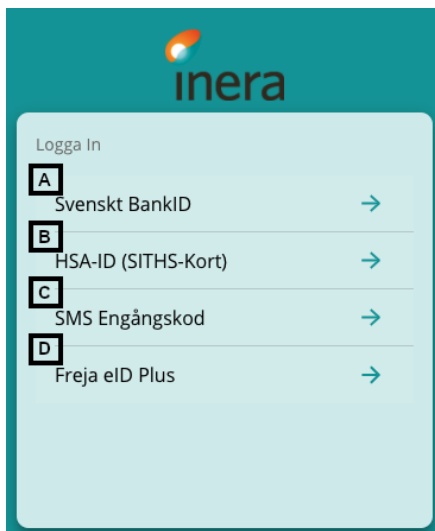 inera
Logga In
A
Svenskt BankID
B
HSA-ID (SITHS-Kort)
C
SMS Engångskod
D
Freja eID Plus